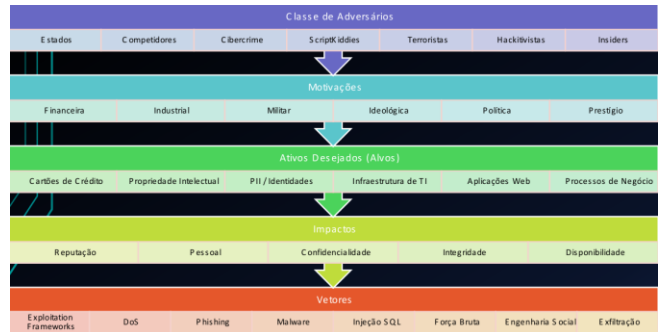 Classe de Adversários
Estados Competidores Cibercrime ScriptKiddies Terroristas Hackitivistas Insiders
Motivações
Financeira Industrial Militar Ideológica Política Prestígio
Ativos Desejados (Alvos)
Cartões de Crédito Propriedade Intelectual PII / Identidades Infraestrutura de TI Aplicações Web Processos de Negócio
Impactos
Reputação Pessoal Confidencialidade Integridade Disponibilidade
Vetores
Exploitation Frameworks DoS Phishing Malware Injeção SQL Força Bruta Engenharia Social Exfiltração